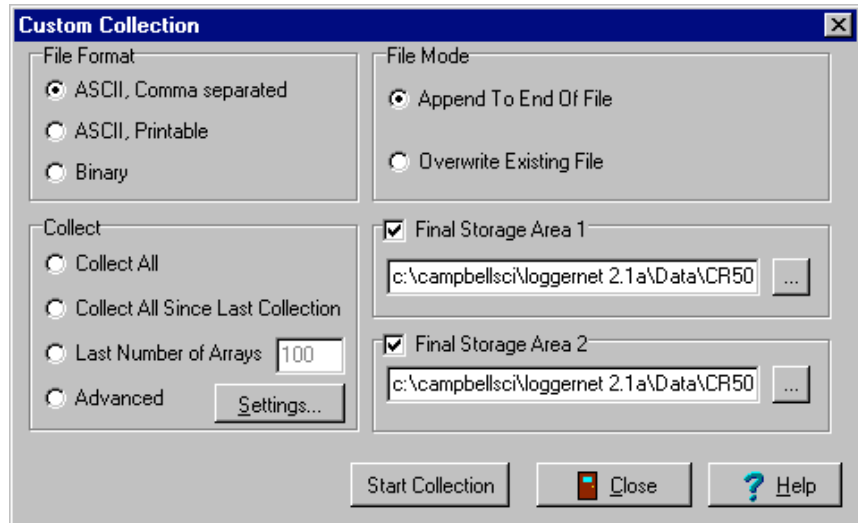 Custom Collection
File Format
ASCII, Comma separated
ASCII, Printable
Binary
File Mode
Append To End Of File
Overwrite Existing File
Collect
Collect All
Collect All Since Last Collection
Last Number of Arrays 100
Advanced
Settings...
Final Storage Area 1
c:\campbellsci\loggernet 2.1a\Data\CR50
...
Final Storage Area 2
c:\campbellsci\loggernet 2.1a\Data\CR50
...
Start Collection
Close
? Help